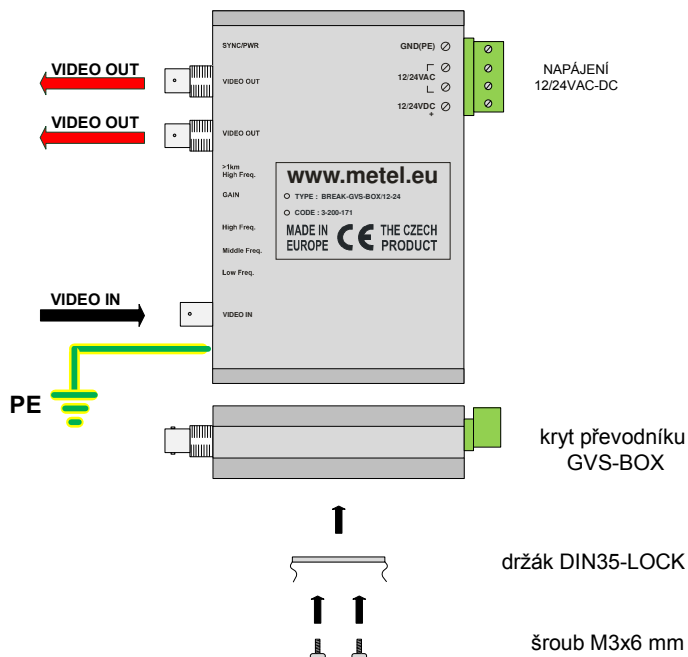 SYNC/PWR
GND(PE)
VIDEO OUT
VIDEO OUT
12/24VAC
NAPÁJENÍ
12/24VAC-DC
12/24VDC
+
VIDEO OUT
VIDEO OUT
>1km
High Freq.
GAIN
High Freq.
Middle Freq.
Low Freq.
www.metel.eu
TYPE : BREAK-GVS-BOX/12-24
CODE : 3-200-171
MADE IN
EUROPE
CE
THE CZECH
PRODUCT
VIDEO IN
VIDEO IN
PE
kryt převodníku
GVS-BOX
držák DIN35-LOCK
šroub M3x6 mm